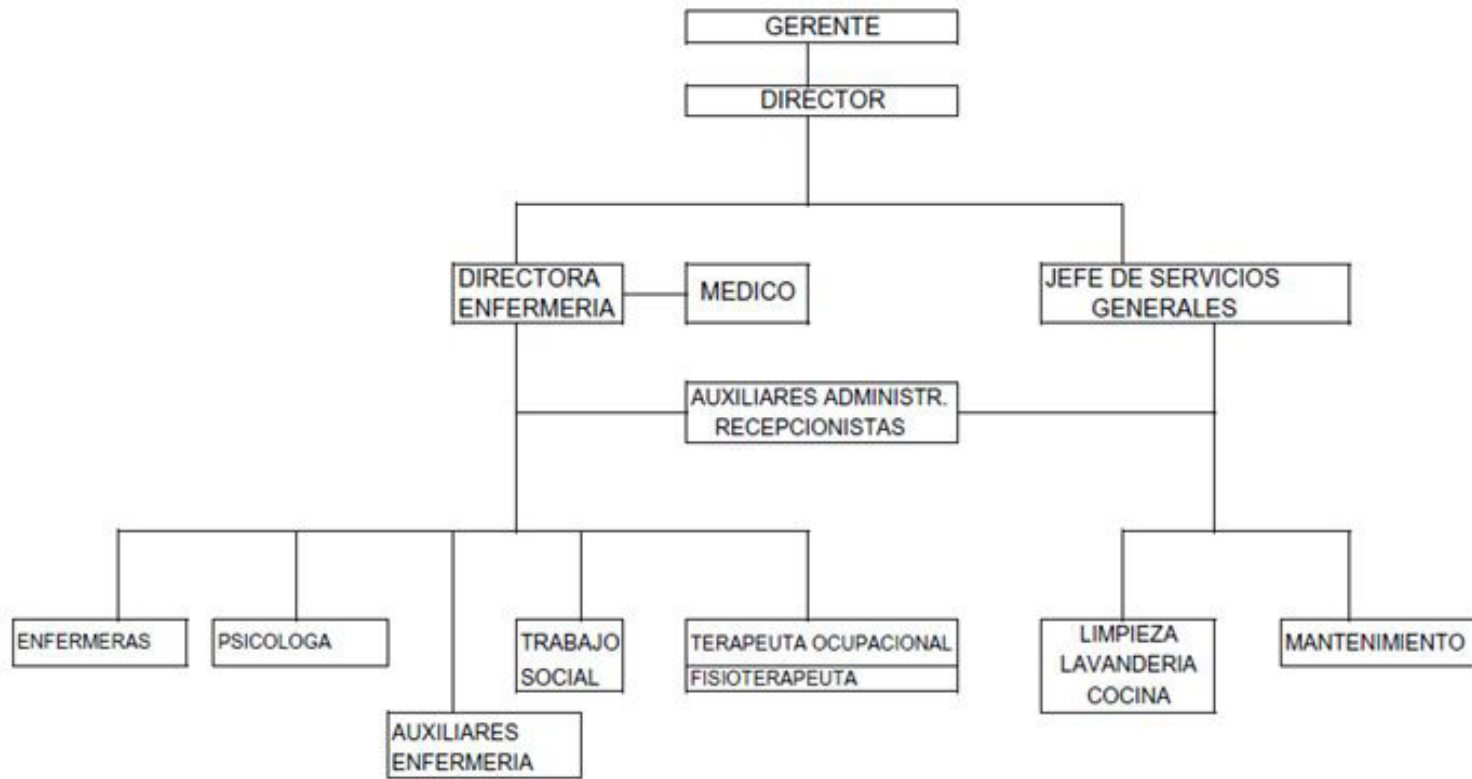 GERENTE
DIRECTOR
DIRECTORA
ENFERMERIA
MEDICO
JEFE DE SERVICIOS
GENERALES
AUXILIARES ADMINISTR.
RECEPCIONISTAS
ENFERMERAS
PSICOLOGA
AUXILIARES
ENFERMERIA
TRABAJO
SOCIAL
TERAPEUTA OCUPACIONAL
FISIOTERAPEUTA
LIMPIEZA
LAVANDERIA
COCINA
MANTENIMIENTO